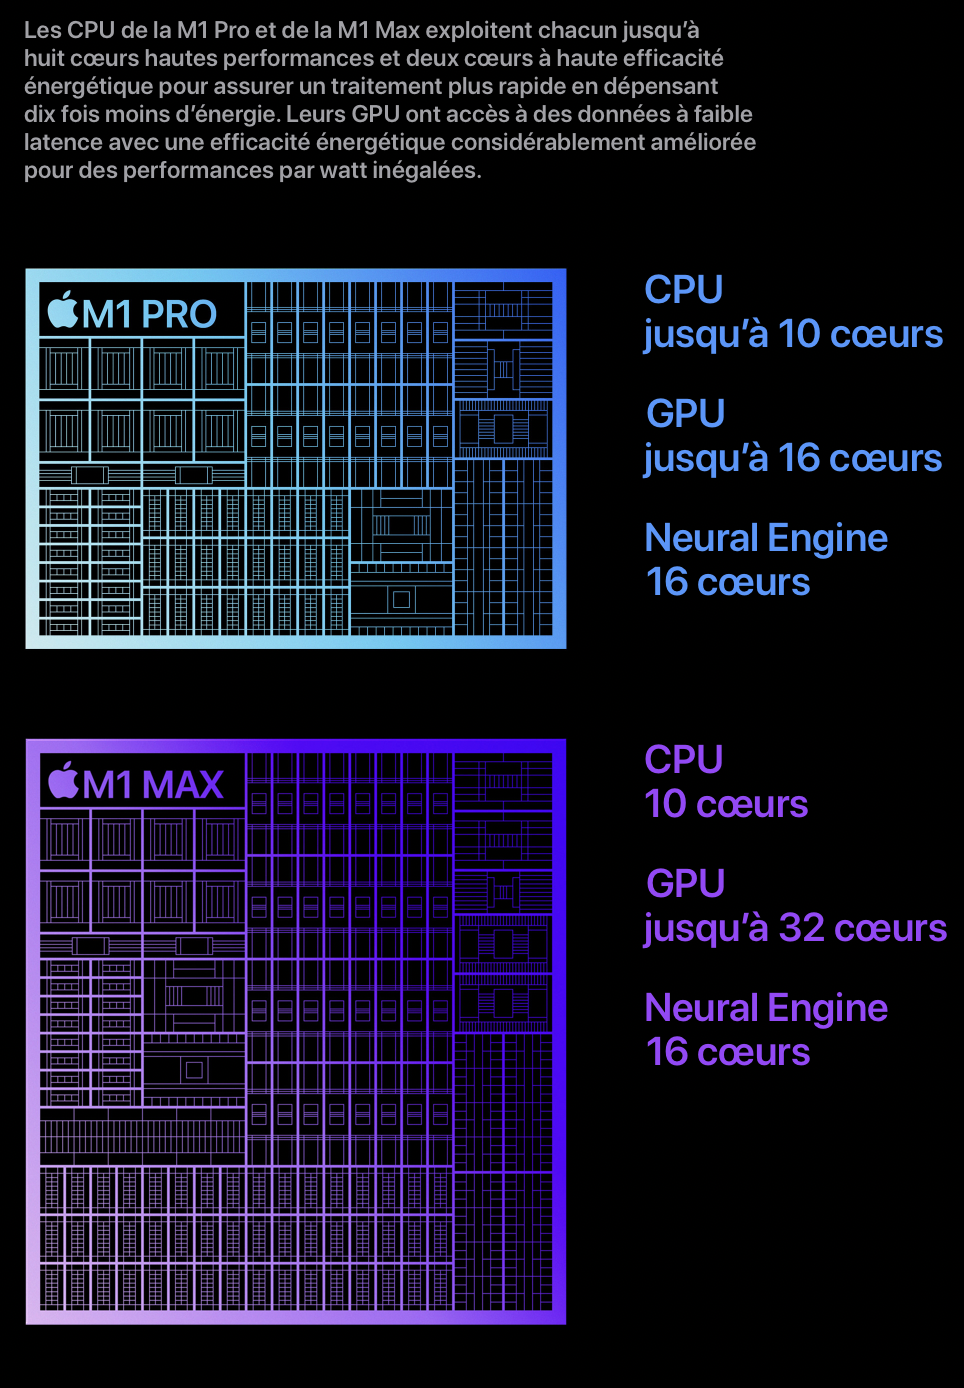 Les CPU de la M1 Pro et de la M1 Max exploitent chacun jusqu’à
huit cœurs hautes performances et deux cœurs à haute efficacité
énergétique pour assurer un traitement plus rapide en dépensant
dix fois moins d’énergie. Leurs GPU ont accès à des données à faible
latence avec une efficacité énergétique considérablement améliorée
pour des performances par watt inégalées.
M1 PRO
CPU
jusqu’à 10 cœurs
GPU
jusqu’à 16 cœurs
Neural Engine
16 cœurs
M1 MAX
CPU
10 cœurs
GPU
jusqu’à 32 cœurs
Neural Engine
16 cœurs